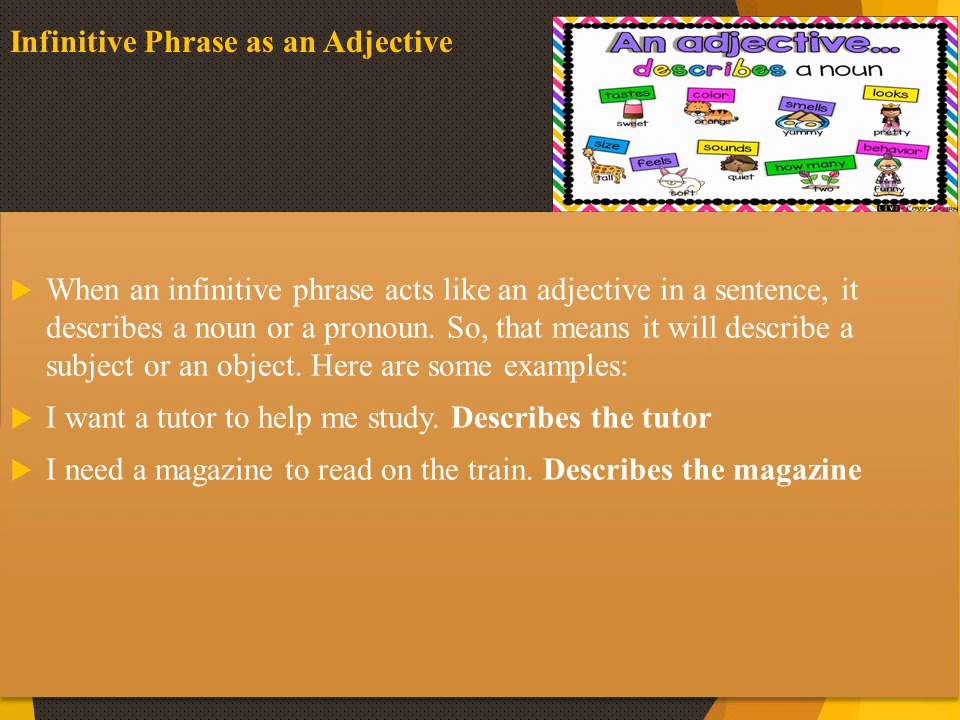 Infinitive Phrase as an Adjective
An adjective...
describes a noun
tastes
color
smells
looks
sweet
orange
yummy
pretty
size
feels
sounds
how many
behavior
tall
soft
quiet
two
funny
When an infinitive phrase acts like an adjective in a sentence, it
describes a noun or a pronoun. So, that means it will describe a
subject or an object. Here are some examples:
I want a tutor to help me study. Describes the tutor
I need a magazine to read on the train. Describes the magazine